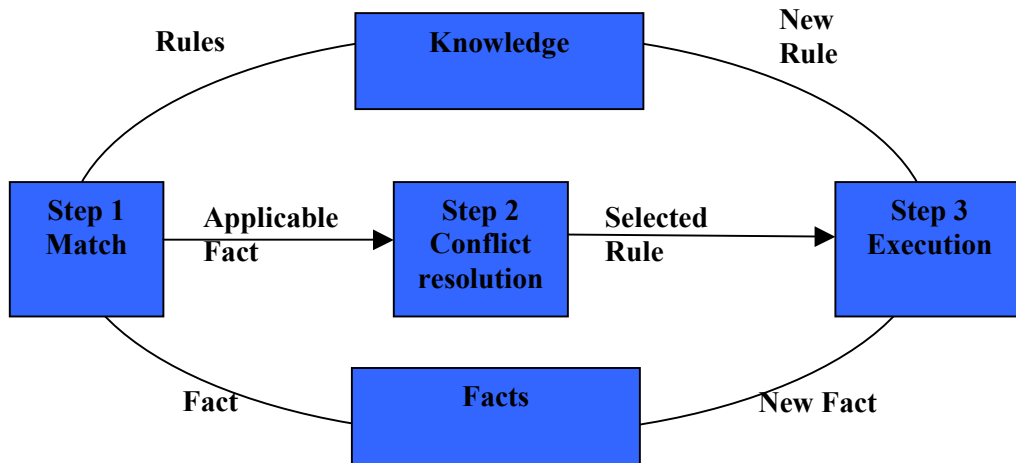 Rules
Knowledge
New
Rule
Step 1
Match
Applicable
Fact
Step 2
Conflict
resolution
Selected
Rule
Step 3
Execution
Fact
Facts
New Fact